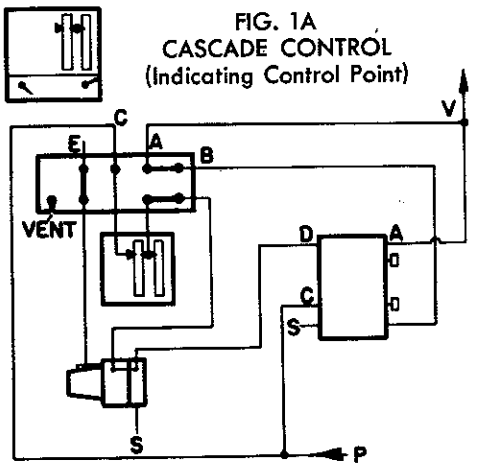 FIG. 1A
CASCADE CONTROL
(Indicating Control Point)
V
C
E
A
B
VENT
D
A
C
S
S
P